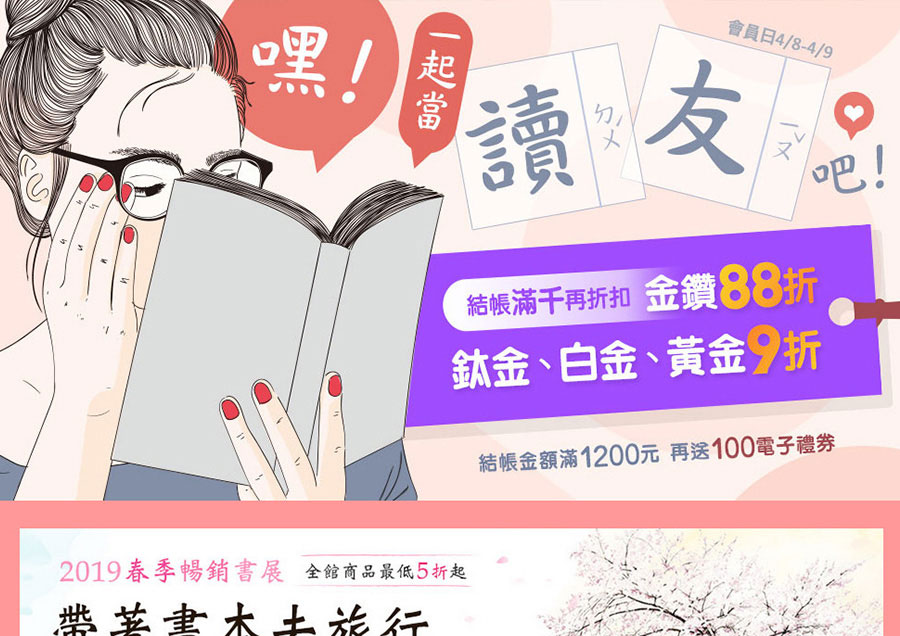 嘿！
一起當
會員日4/8-4/9
讀 ㄉㄨˊ
友 ㄧㄡˇ
吧！
結帳滿千再折扣 金鑽88折
鈦金、白金、黃金9折
結帳金額滿1200元 再送100電子禮券
2019春季暢銷書展 全館商品最低5折起
帶著書本去旅行